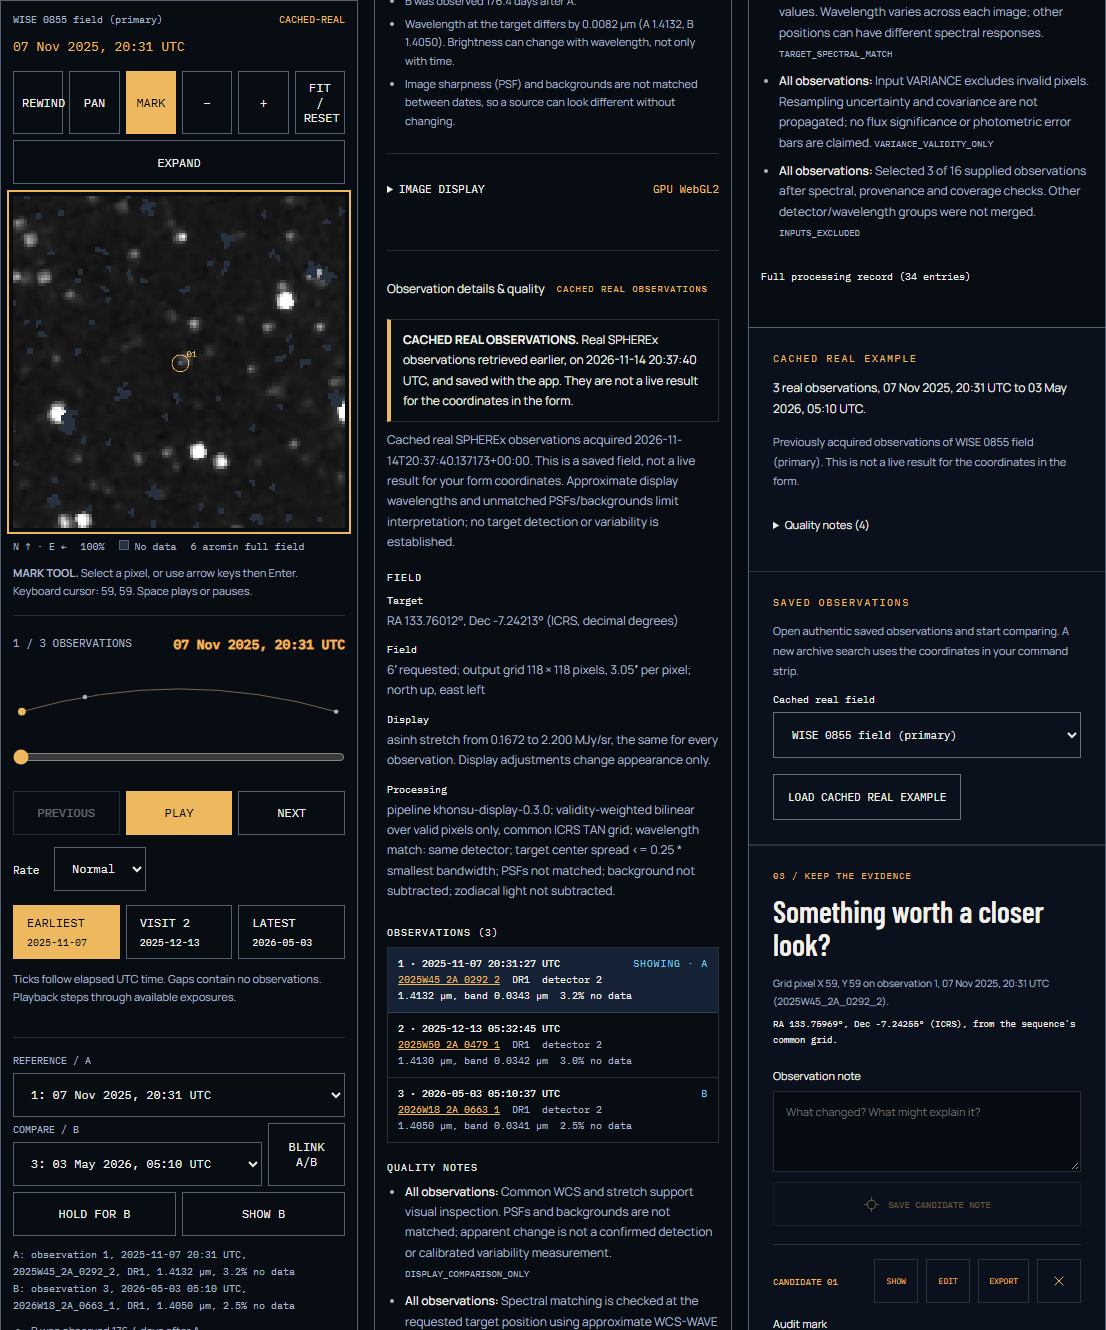 WISE 0855 field (primary)
CACHED-REAL
07 Nov 2025, 20:31 UTC
REWIND
PAN
MARK
−
+
FIT
/
RESET
EXPAND
01
N ↑ · E ←
100%
No data
6 arcmin full field
MARK TOOL. Select a pixel, or use arrow keys then Enter.
Keyboard cursor: 59, 59. Space plays or pauses.
1 / 3 OBSERVATIONS
07 Nov 2025, 20:31 UTC
PREVIOUS
PLAY
NEXT
Rate
Normal
EARLIEST
2025-11-07
VISIT 2
2025-12-13
LATEST
2026-05-03
Ticks follow elapsed UTC time. Gaps contain no observations.
Playback steps through available exposures.
REFERENCE / A
1: 07 Nov 2025, 20:31 UTC
COMPARE / B
3: 03 May 2026, 05:10 UTC
BLINK
A/B
HOLD FOR B
SHOW B
A: observation 1, 2025-11-07 20:31 UTC,
2025W45_2A_0292_2, DR1, 1.4132 µm, 3.2% no data
B: observation 3, 2026-05-03 05:10 UTC,
2026W18_2A_0663_1, DR1, 1.4050 µm, 2.5% no data
B was observed 176.4 days after A.
B was observed 176.4 days after A.
Wavelength at the target differs by 0.0082 µm (A 1.4132, B
1.4050). Brightness can change with wavelength, not only
with time.
Image sharpness (PSF) and backgrounds are not matched
between dates, so a source can look different without
changing.
IMAGE DISPLAY
GPU WebGL2
Observation details & quality
CACHED REAL OBSERVATIONS
CACHED REAL OBSERVATIONS. Real SPHEREx
observations retrieved earlier, on 2026-11-14 20:37:40
UTC, and saved with the app. They are not a live result
for the coordinates in the form.
Cached real SPHEREx observations acquired 2026-11-
14T20:37:40.137173+00:00. This is a saved field, not a live
result for your form coordinates. Approximate display
wavelengths and unmatched PSFs/backgrounds limit
interpretation; no target detection or variability is
established.
FIELD
Target
RA 133.76012°, Dec -7.24213° (ICRS, decimal degrees)
Field
6′ requested; output grid 118 × 118 pixels, 3.05″ per pixel;
north up, east left
Display
asinh stretch from 0.1672 to 2.200 MJy/sr, the same for every
observation. Display adjustments change appearance only.
Processing
pipeline khonsu-display-0.3.0; validity-weighted bilinear
over valid pixels only, common ICRS TAN grid; wavelength
match: same detector; target center spread <= 0.25 *
smallest bandwidth; PSFs not matched; background not
subtracted; zodiacal light not subtracted.
OBSERVATIONS (3)
1 · 2025-11-07 20:31:27 UTC
SHOWING · A
2025W45_2A_0292_2 DR1 detector 2
1.4132 µm, band 0.0343 µm 3.2% no data
2 · 2025-12-13 05:32:45 UTC
2025W50_2A_0479_1 DR1 detector 2
1.4130 µm, band 0.0342 µm 3.0% no data
3 · 2026-05-03 05:10:37 UTC
B
2026W18_2A_0663_1 DR1 detector 2
1.4050 µm, band 0.0341 µm 2.5% no data
QUALITY NOTES
All observations: Common WCS and stretch support
visual inspection. PSFs and backgrounds are not
matched; apparent change is not a confirmed detection
or calibrated variability measurement.
DISPLAY_COMPARISON_ONLY
All observations: Spectral matching is checked at the
requested target position using approximate WCS-WAVE
values. Wavelength varies across each image; other
positions can have different spectral responses.
TARGET_SPECTRAL_MATCH
All observations: Input VARIANCE excludes invalid pixels.
Resampling uncertainty and covariance are not
propagated; no flux significance or photometric error
bars are claimed. VARIANCE_VALIDITY_ONLY
All observations: Selected 3 of 16 supplied observations
after spectral, provenance and coverage checks. Other
detector/wavelength groups were not merged.
INPUTS_EXCLUDED
Full processing record (34 entries)
CACHED REAL EXAMPLE
3 real observations, 07 Nov 2025, 20:31 UTC to 03 May
2026, 05:10 UTC.
Previously acquired observations of WISE 0855 field
(primary). This is not a live result for the coordinates in the
form.
Quality notes (4)
SAVED OBSERVATIONS
Open authentic saved observations and start comparing. A
new archive search uses the coordinates in your command
strip.
Cached real field
WISE 0855 field (primary)
LOAD CACHED REAL EXAMPLE
03 / KEEP THE EVIDENCE
Something worth a closer
look?
Grid pixel X 59, Y 59 on observation 1, 07 Nov 2025, 20:31 UTC
(2025W45_2A_0292_2).
RA 133.75969°, Dec -7.24255° (ICRS), from the sequence's
common grid.
Observation note
What changed? What might explain it?
SAVE CANDIDATE NOTE
CANDIDATE 01
SHOW
EDIT
EXPORT
Audit mark